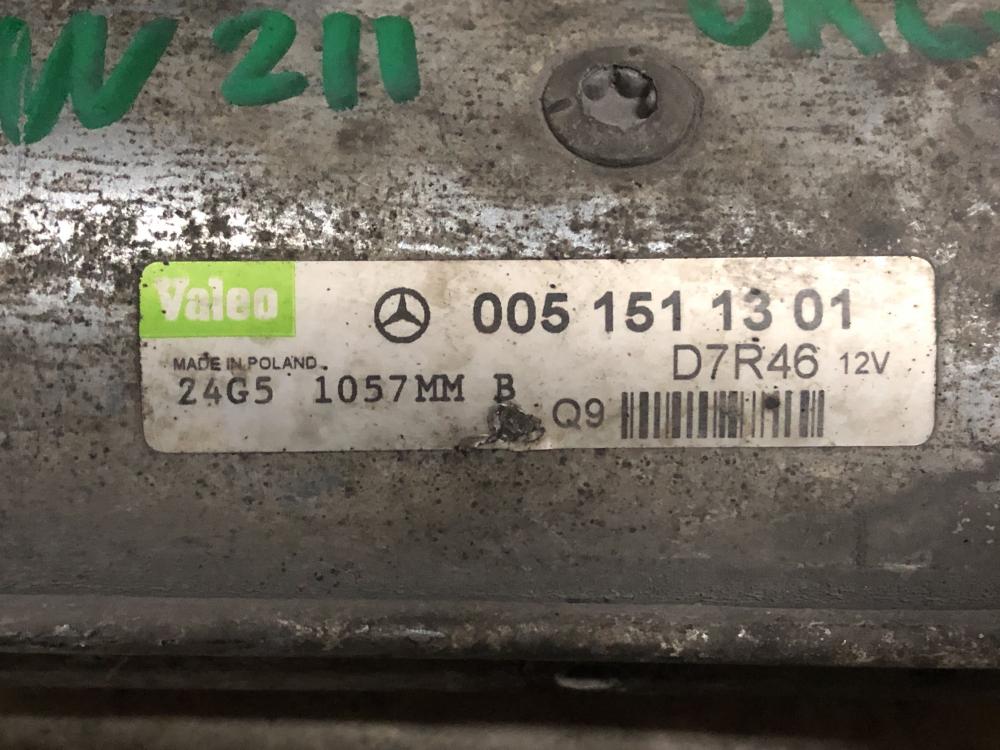 W 211
Valeo
005 151 13 01
MADE IN POLAND
D7R46 12V
24G5 1057MM B
Q9